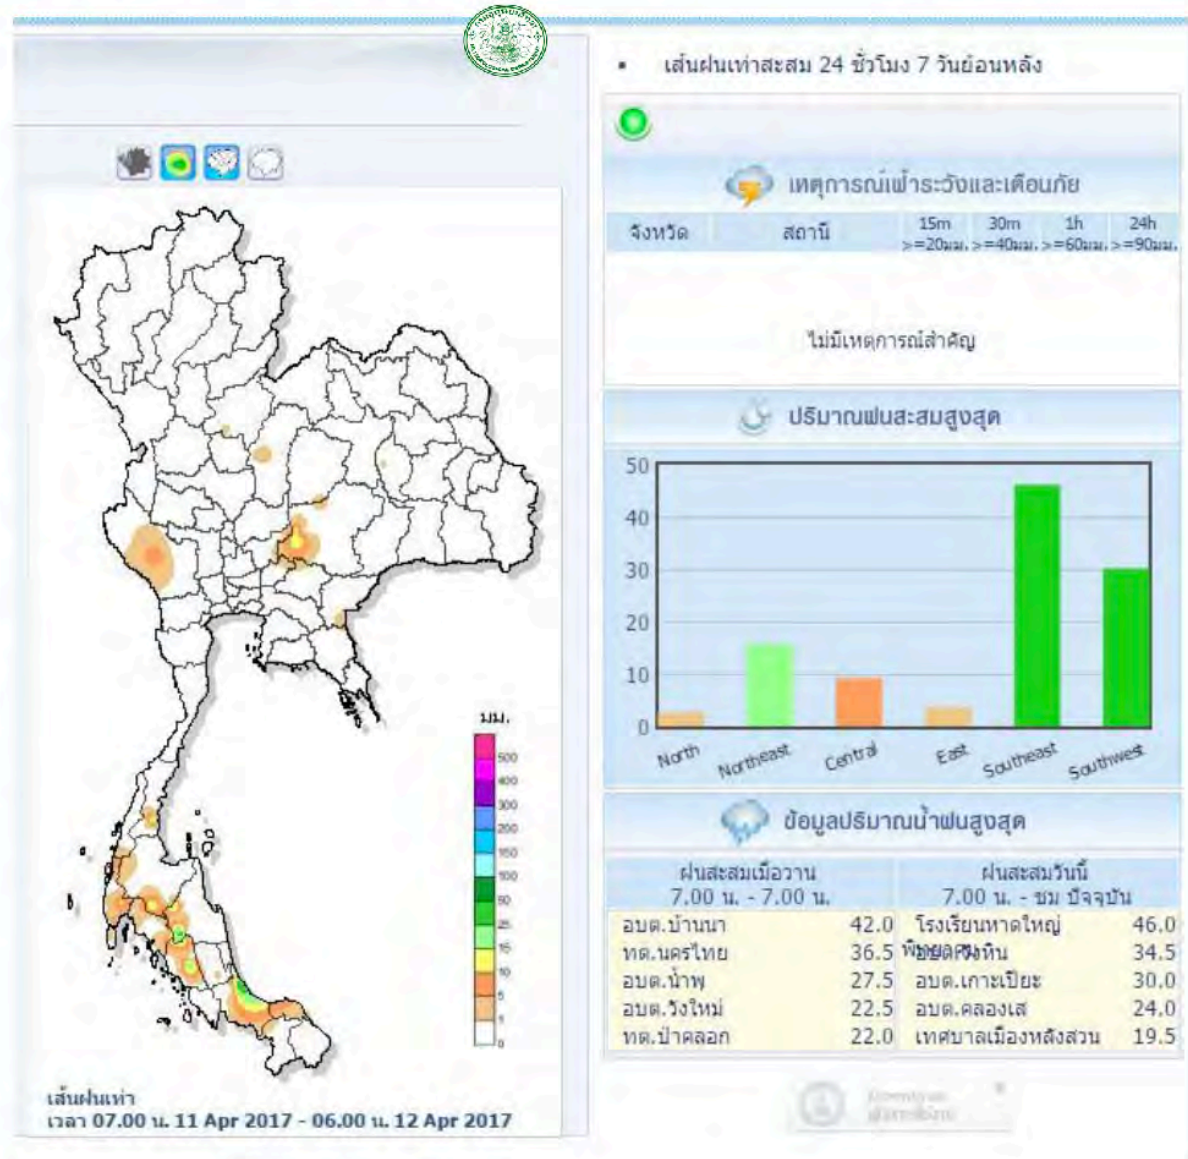 เส้นฝนเท่าสะสม 24 ชั่วโมง 7 วันย้อนหลัง
เหตุการณ์เฝ้าระวังและเตือนภัย
จังหวัด สถานี 15m 30m 1h 24h
>=20มม. >=40มม. >=60มม. >=90มม.
ไม่มีเหตุการณ์สำคัญ
ปริมาณฝนสะสมสูงสุด
50
40
30
20
10
0
North Northeast Central East Southeast Southwest
มม.
500
400
300
200
150
100
50
25
15
10
5
1
0
ข้อมูลปริมาณน้ำฝนสูงสุด
ฝนสะสมเมื่อวาน ฝนสะสมวันนี้
7.00 น. - 7.00 น. 7.00 น. - ชม ปัจจุบัน
อบต.บ้านนา 42.0 โรงเรียนหาดใหญ่ 46.0
ทต.นครไทย 36.5 34.5
อบต.น้ำพุ 27.5 อบต.เกาะเปียะ 30.0
อบต.วังใหม่ 22.5 อบต.คลองเส 24.0
ทต.ป่าคลอก 22.0 เทศบาลเมืองหลังสวน 19.5
เส้นฝนเท่า
เวลา 07.00 น. 11 Apr 2017 - 06.00 น. 12 Apr 2017